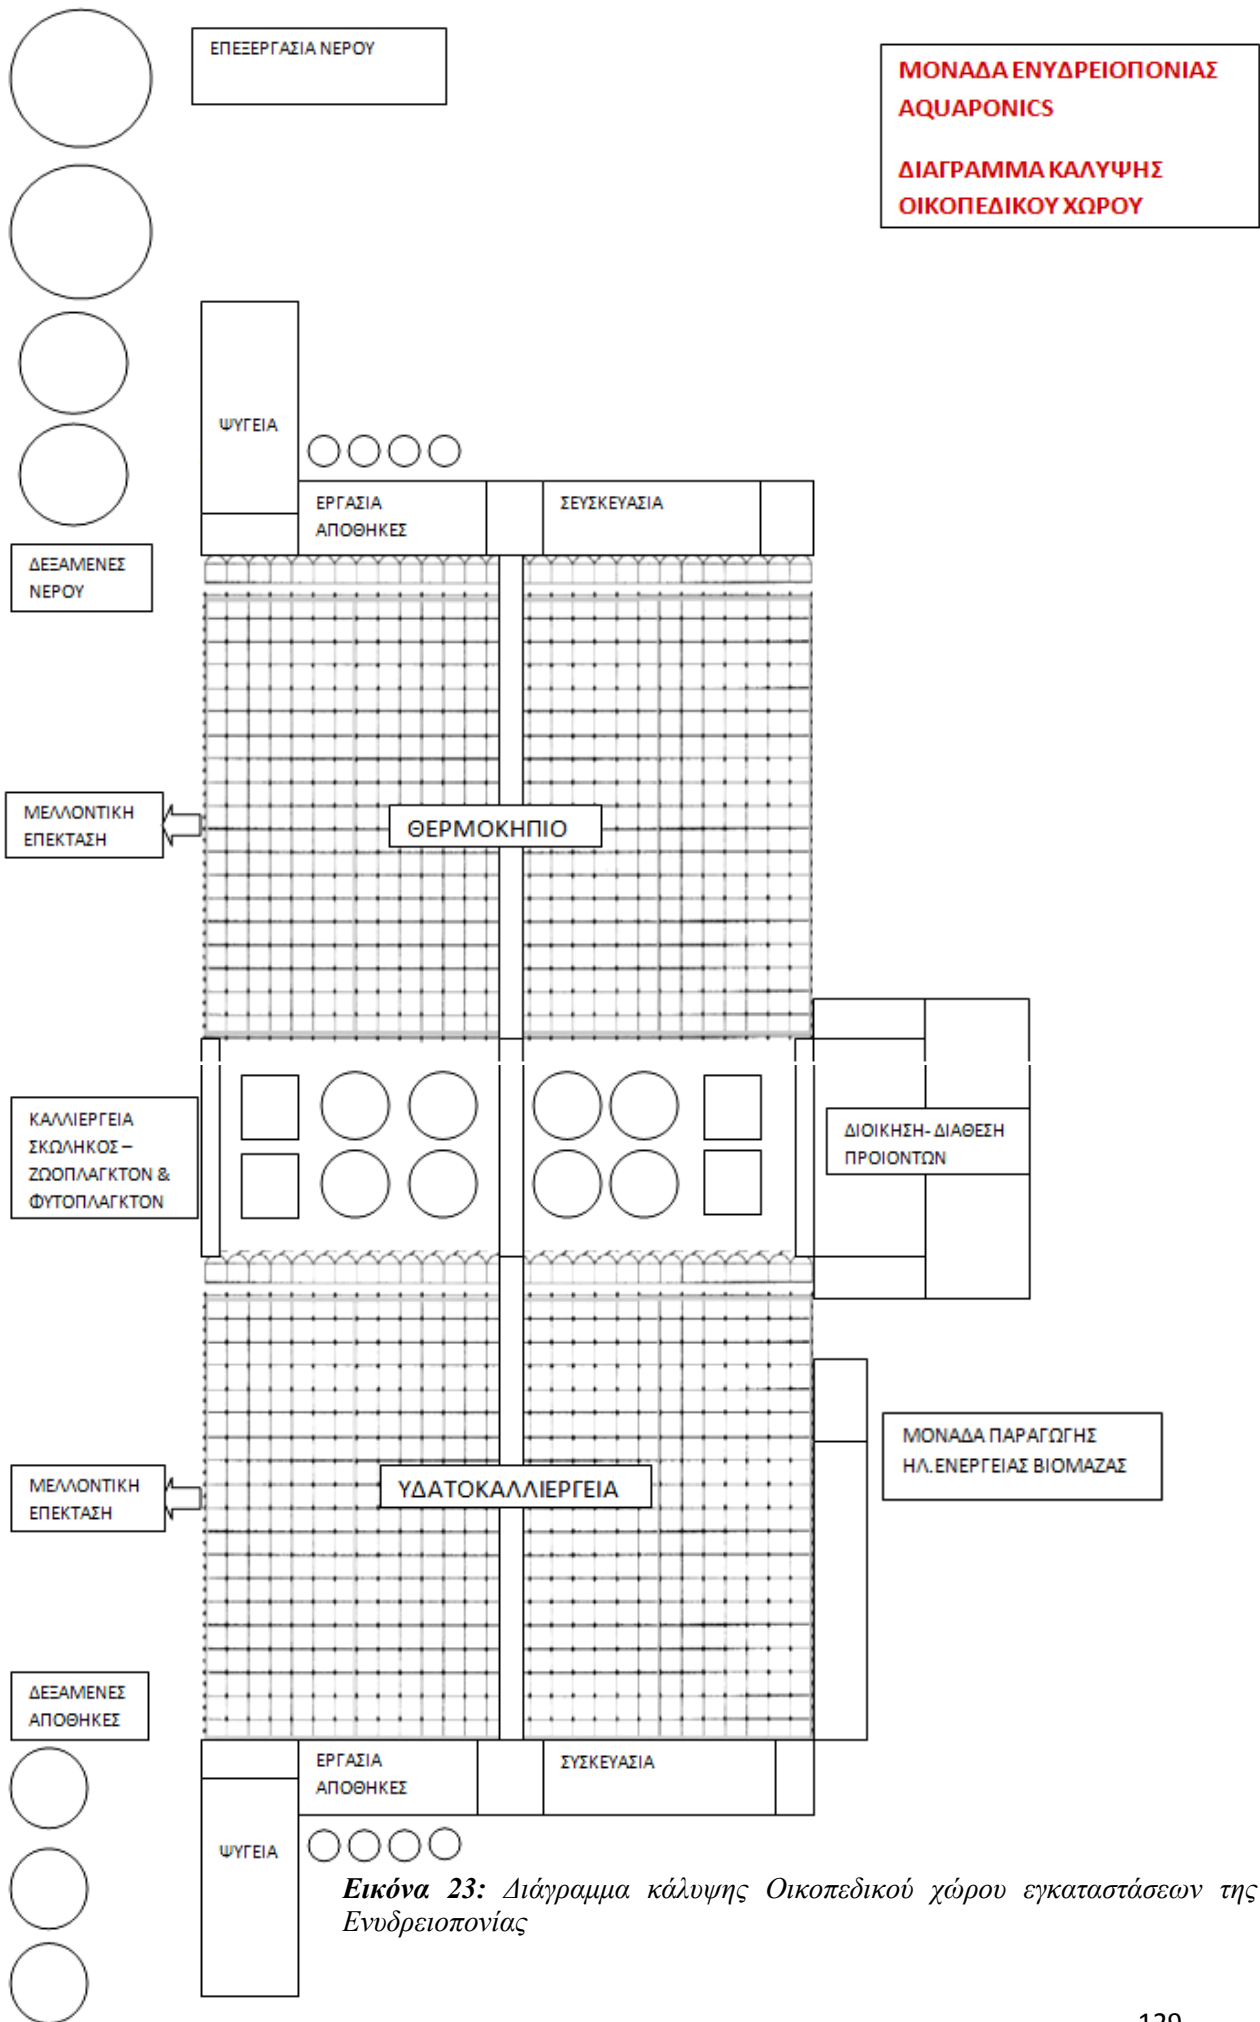 ΕΠΕΞΕΡΓΑΣΙΑ ΝΕΡΟΥ
ΜΟΝΑΔΑ ΕΝΥΔΡΕΙΟΠΟΝΙΑΣ
AQUAPONICS
ΔΙΑΓΡΑΜΜΑ ΚΑΛΥΨΗΣ
ΟΙΚΟΠΕΔΙΚΟΥ ΧΩΡΟΥ
ΨΥΓΕΙΑ
ΕΡΓΑΣΙΑ
ΑΠΟΘΗΚΕΣ
ΣΕΥΣΚΕΥΑΣΙΑ
ΔΕΞΑΜΕΝΕΣ
ΝΕΡΟΥ
ΜΕΛΛΟΝΤΙΚΗ
ΕΠΕΚΤΑΣΗ
ΘΕΡΜΟΚΗΠΙΟ
ΚΑΛΛΙΕΡΓΕΙΑ
ΣΚΩΛΗΚΟΣ –
ΖΩΟΠΛΑΓΚΤΟΝ &
ΦΥΤΟΠΛΑΓΚΤΟΝ
ΔΙΟΙΚΗΣΗ- ΔΙΑΘΕΣΗ
ΠΡΟΙΟΝΤΩΝ
ΜΟΝΑΔΑ ΠΑΡΑΓΩΓΗΣ
ΗΛ.ΕΝΕΡΓΕΙΑΣ ΒΙΟΜΑΖΑΣ
ΜΕΛΛΟΝΤΙΚΗ
ΕΠΕΚΤΑΣΗ
ΥΔΑΤΟΚΑΛΛΙΕΡΓΕΙΑ
ΔΕΞΑΜΕΝΕΣ
ΑΠΟΘΗΚΕΣ
ΕΡΓΑΣΙΑ
ΑΠΟΘΗΚΕΣ
ΣΥΣΚΕΥΑΣΙΑ
ΨΥΓΕΙΑ
Εικόνα 23: Διάγραμμα κάλυψης Οικοπεδικού χώρου εγκαταστάσεων της
Ενυδρειοπονίας